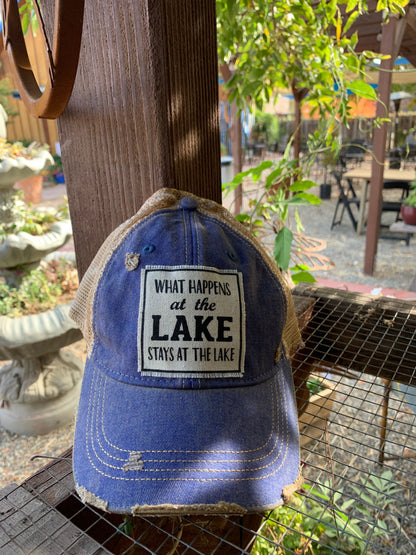 WHAT HAPPENS
at the
LAKE
STAYS AT THE LAKE